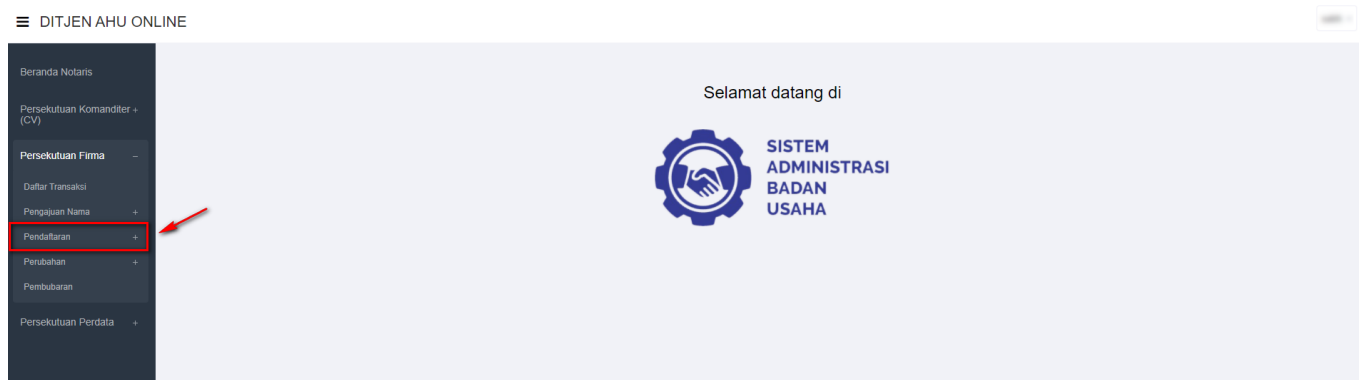 DITJEN AHU ONLINE
Beranda Notaris
Persekutuan Komanditer +
(CV)
Persekutuan Firma –
Daftar Transaksi
Pengajuan Nama +
Pendaftaran +
Perubahan +
Pembubaran
Persekutuan Perdata +
Selamat datang di
SISTEM
ADMINISTRASI
BADAN
USAHA